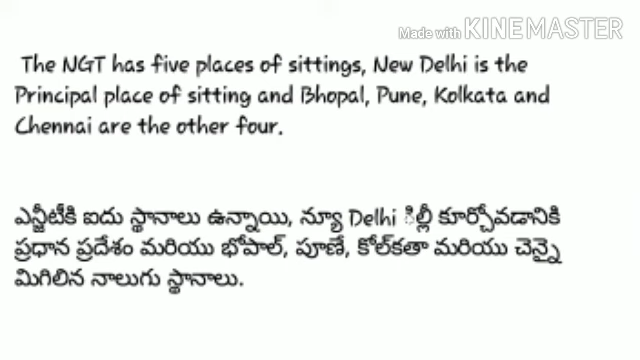 Made with KINEMASTER
The NGT has five places of sittings, New Delhi is the
Principal place of sitting and Bhopal, Pune, Kolkata and
Chennai are the other four.
ఎన్జీటీకి ఐదు స్థానాలు ఉన్నాయి, న్యూ Delhi ిల్లీ కూర్చోవడానికి
ప్రధాన ప్రదేశం మరియు భోపాల్, పూణే, కోల్‌కతా మరియు చెన్నై
మిగిలిన నాలుగు స్థానాలు.